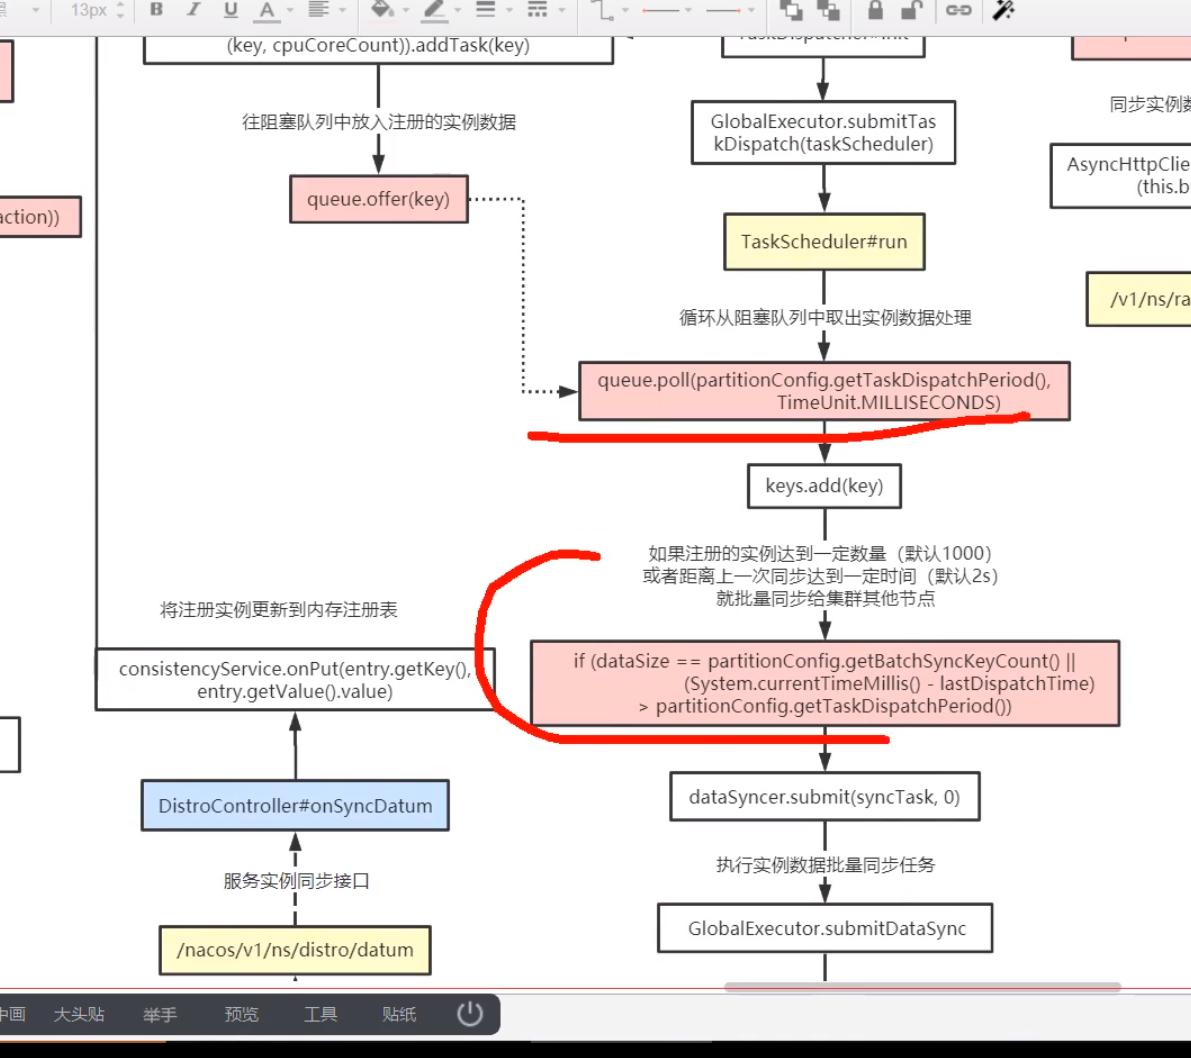 13px
B I U A
(key, cpuCoreCount)).addTask(key)
往阻塞队列中放入注册的实例数据
queue.offer(key)
action))
将注册实例更新到内存注册表
consistencyService.onPut(entry.getKey(),
entry.getValue().value)
DistroController#onSyncDatum
服务实例同步接口
/nacos/v1/ns/distro/datum
GlobalExecutor.submitTas
kDispatch(taskScheduler)
TaskScheduler#run
循环从阻塞队列中取出实例数据处理
queue.poll(partitionConfig.getTaskDispatchPeriod(),
TimeUnit.MILLISECONDS)
keys.add(key)
如果注册的实例达到一定数量（默认1000）
或者距离上一次同步达到一定时间（默认2s）
就批量同步给集群其他节点
if (dataSize == partitionConfig.getBatchSyncKeyCount() ||
(System.currentTimeMillis() - lastDispatchTime)
> partitionConfig.getTaskDispatchPeriod())
dataSyncer.submit(syncTask, 0)
执行实例数据批量同步任务
GlobalExecutor.submitDataSync
同步实例数
AsyncHttpClie
(this.b
/v1/ns/ra
中画 大头贴 举手 预览 工具 贴纸